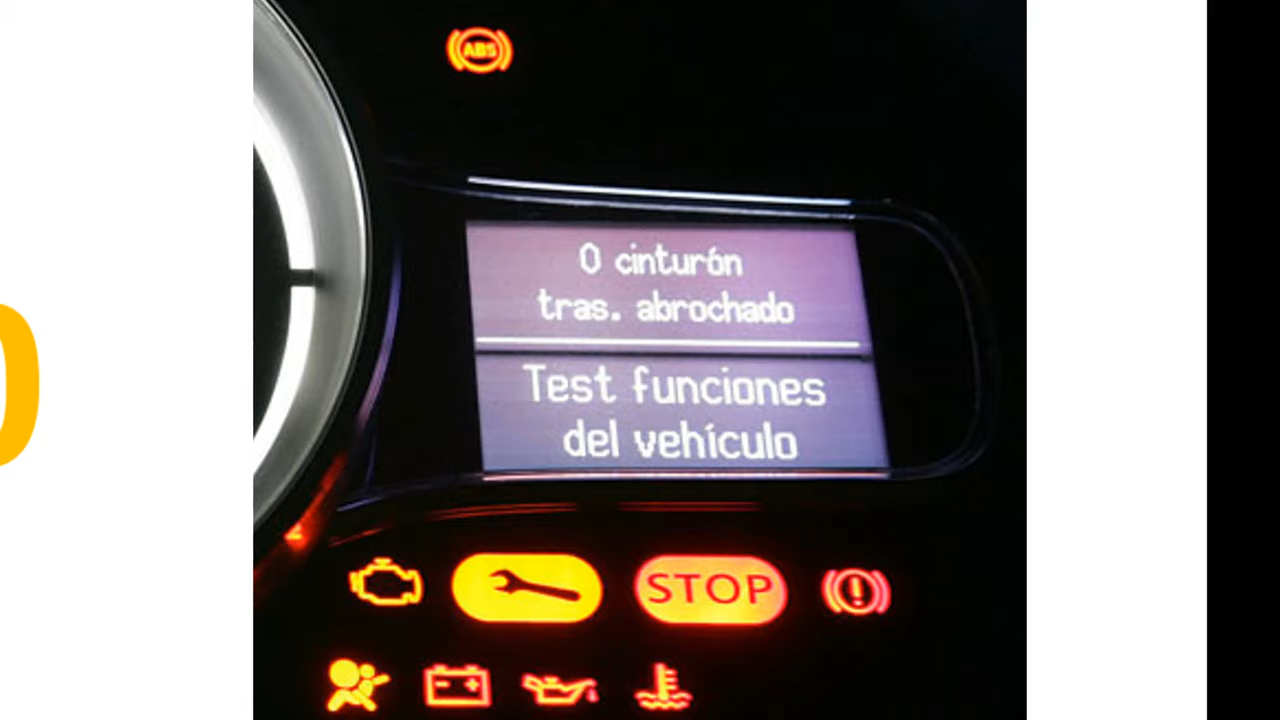 ABS
0 cinturón
tras. abrochado
Test funciones
del vehículo
STOP